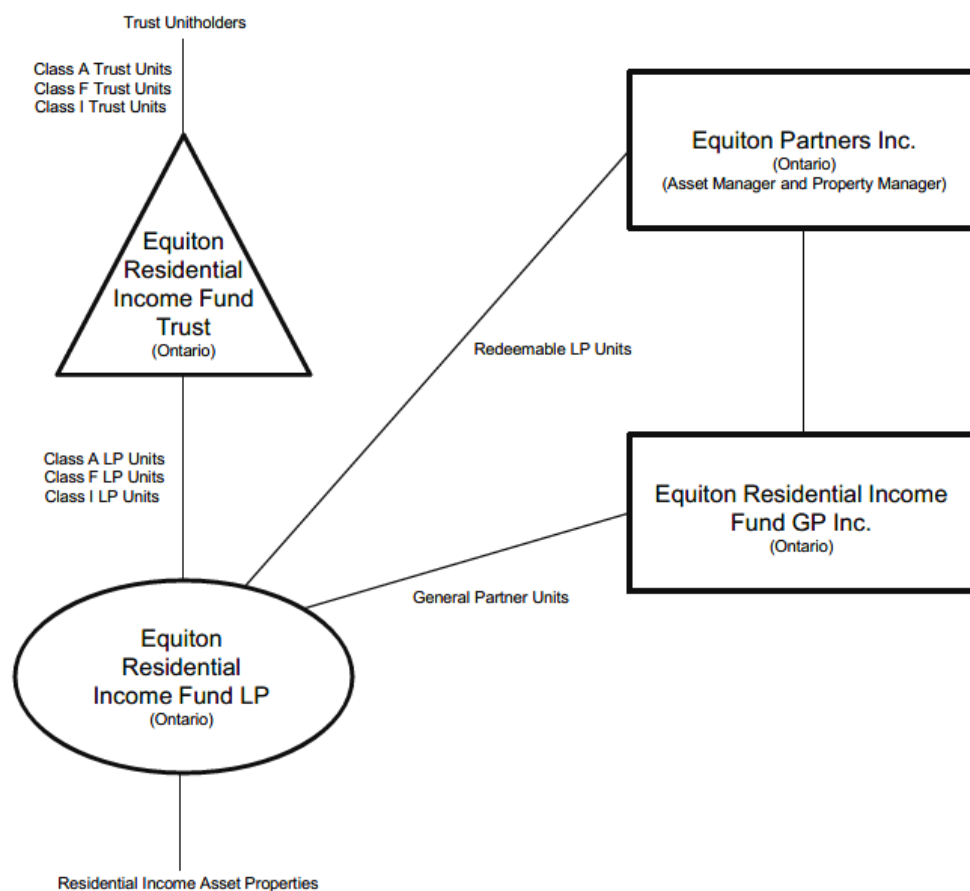 Trust Unitholders
Class A Trust Units
Class F Trust Units
Class I Trust Units
Equiton Partners Inc.
(Ontario)
(Asset Manager and Property Manager)
Equiton
Residential
Income Fund
Trust
(Ontario)
Redeemable LP Units
Class A LP Units
Class F LP Units
Class I LP Units
Equiton Residential Income
Fund GP Inc.
(Ontario)
General Partner Units
Equiton
Residential
Income Fund LP
(Ontario)
Residential Income Asset Properties